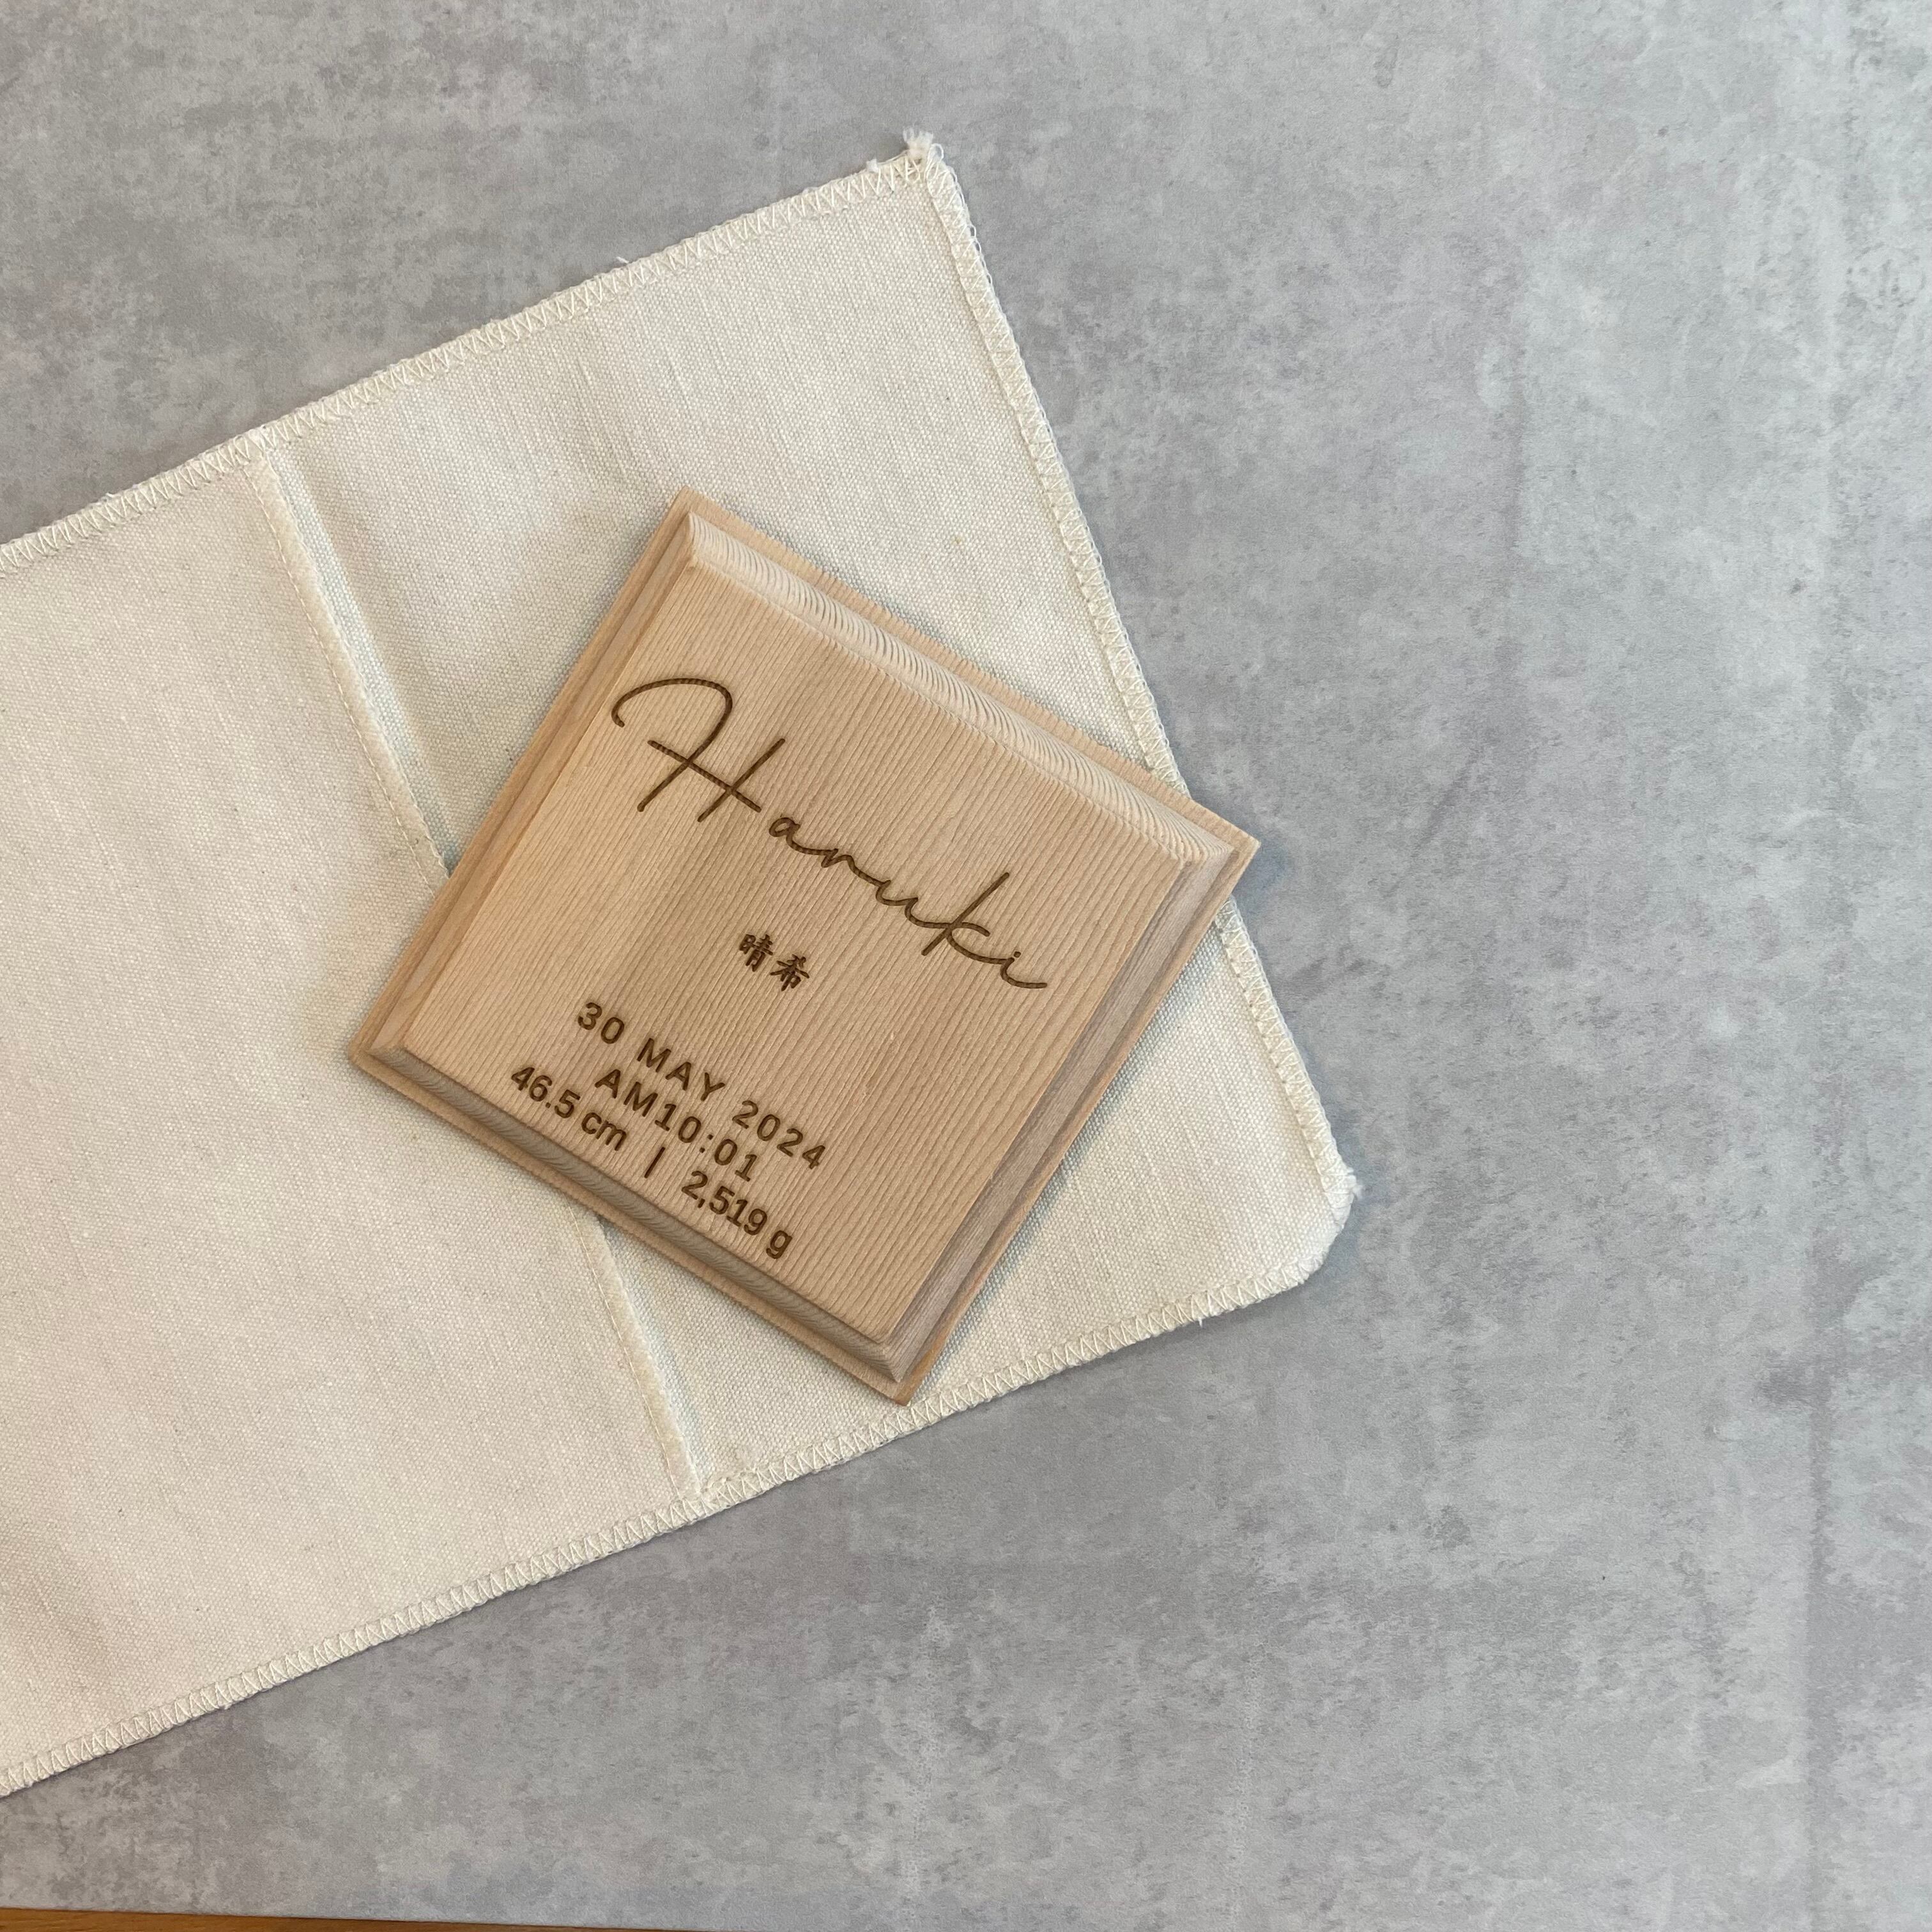 Haruki
晴希
30 MAY 2024
AM10:01
46.5 cm | 2,519 g